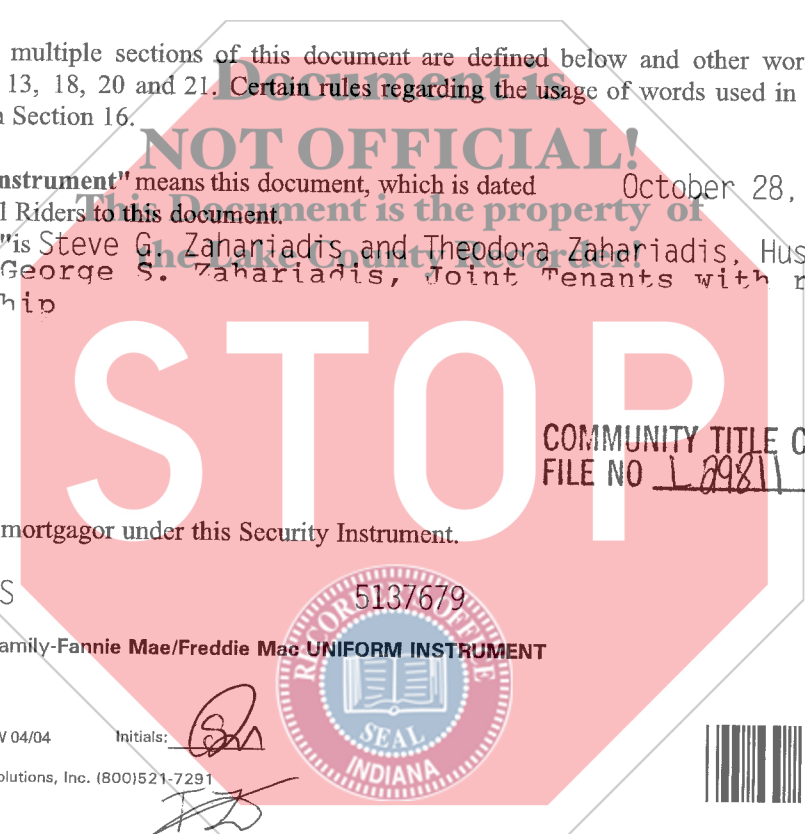 multiple sections of this document are defined below and other wor
13, 18, 20 and 21. Certain rules regarding the usage of words used in
Section 16.
Document is
NOT OFFICIAL!
This Document is the property of
the Lake County Recorder!
nstrument" means this document, which is dated October 28,
l Riders to this document.
"is Steve G. Zahariadis and Theodora Zahariadis, Hus
George S. Zahariadis, Joint Tenants with r
hip
STOP
COMMUNITY TITLE C
FILE NO L 29811
mortgagor under this Security Instrument.
S 5137679
amily-Fannie Mae/Freddie Mac UNIFORM INSTRUMENT
RECORDER'S OFFICE
SEAL
INDIANA
V 04/04 Initials:
olutions, Inc. (800)521-7291